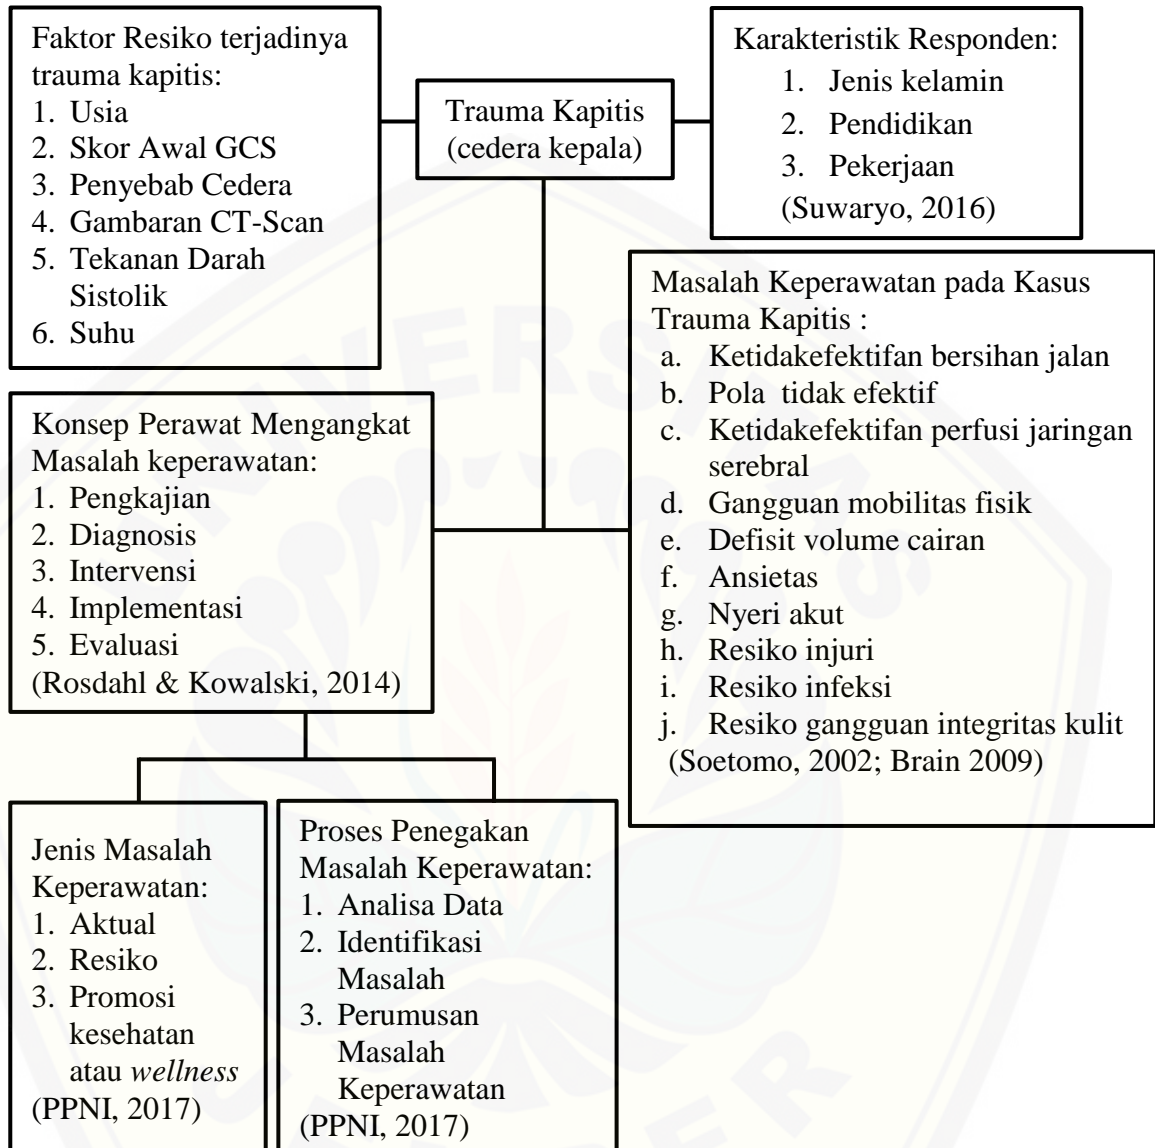 Faktor Resiko terjadinya
trauma kapitis:
1. Usia
2. Skor Awal GCS
3. Penyebab Cedera
4. Gambaran CT-Scan
5. Tekanan Darah
Sistolik
6. Suhu
Trauma Kapitis
(cedera kepala)
Karakteristik Responden:
1. Jenis kelamin
2. Pendidikan
3. Pekerjaan
(Suwaryo, 2016)
Masalah Keperawatan pada Kasus
Trauma Kapitis :
a. Ketidakefektifan bersihan jalan
b. Pola tidak efektif
c. Ketidakefektifan perfusi jaringan
serebral
d. Gangguan mobilitas fisik
e. Defisit volume cairan
f. Ansietas
g. Nyeri akut
h. Resiko injuri
i. Resiko infeksi
j. Resiko gangguan integritas kulit
(Soetomo, 2002; Brain 2009)
Konsep Perawat Mengangkat
Masalah keperawatan:
1. Pengkajian
2. Diagnosis
3. Intervensi
4. Implementasi
5. Evaluasi
(Rosdahl & Kowalski, 2014)
Jenis Masalah
Keperawatan:
1. Aktual
2. Resiko
3. Promosi
kesehatan
atau wellness
(PPNI, 2017)
Proses Penegakan
Masalah Keperawatan:
1. Analisa Data
2. Identifikasi
Masalah
3. Perumusan
Masalah
Keperawatan
(PPNI, 2017)
UNIVERSITAS